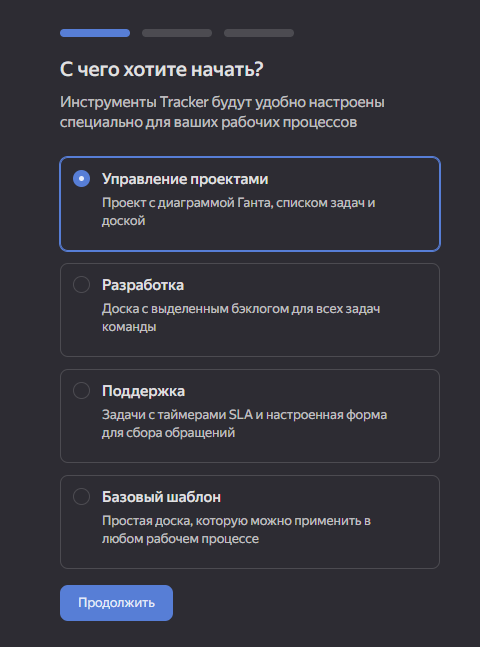 С чего хотите начать?
Инструменты Tracker будут удобно настроены
специально для ваших рабочих процессов
Управление проектами
Проект с диаграммой Ганта, списком задач и
доской
Разработка
Доска с выделенным бэклогом для всех задач
команды
Поддержка
Задачи с таймерами SLA и настроенная форма
для сбора обращений
Базовый шаблон
Простая доска, которую можно применить в
любом рабочем процессе
Продолжить